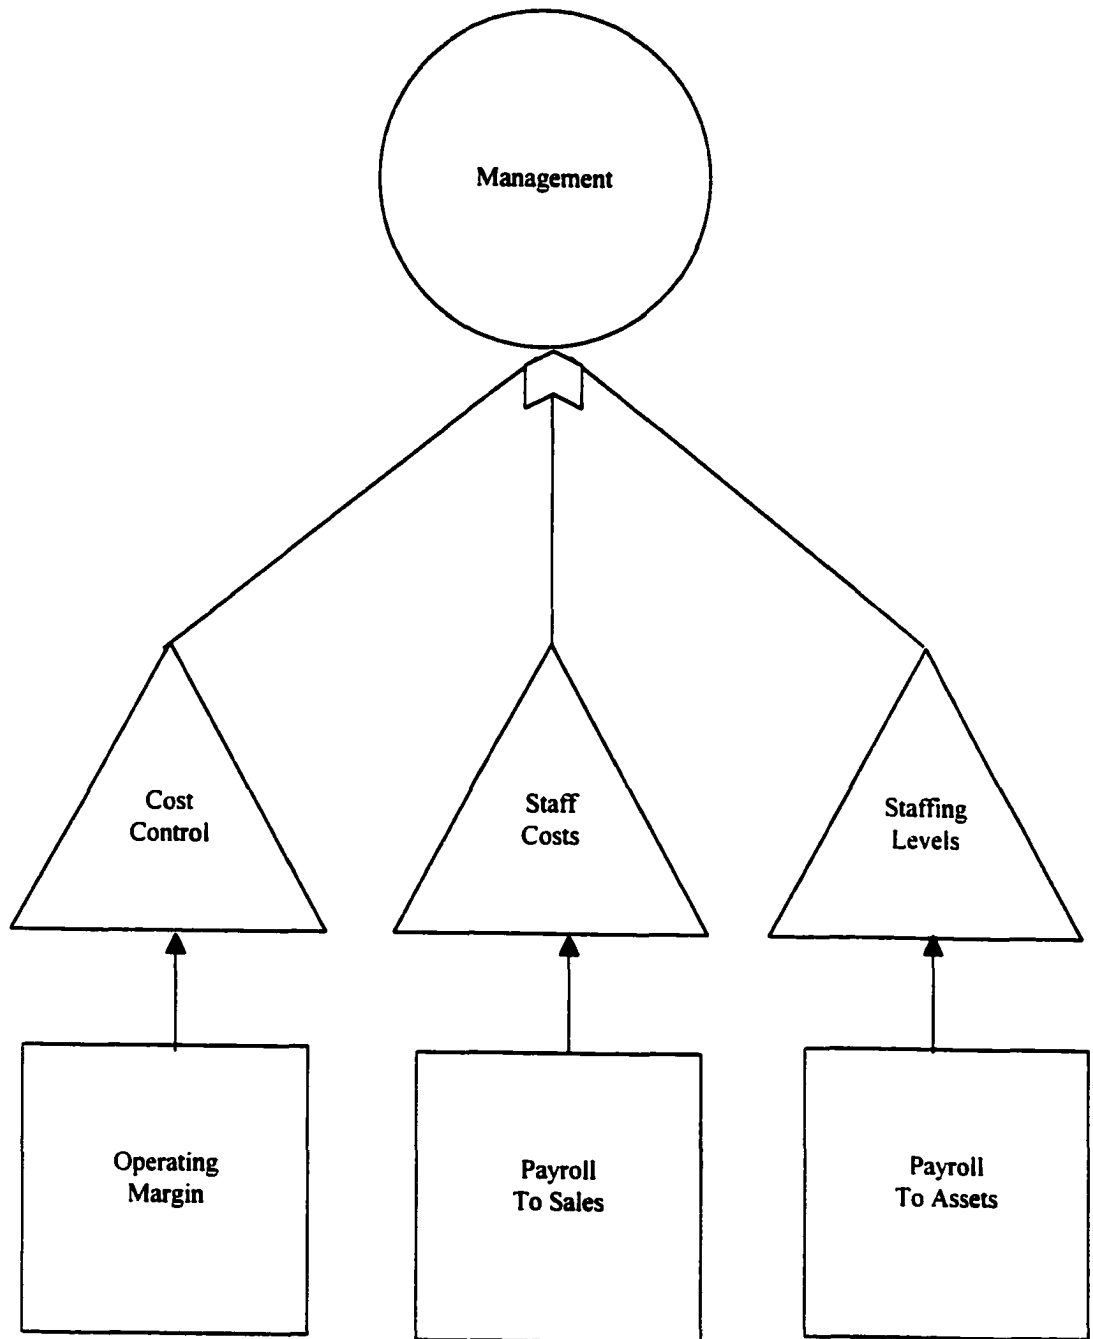 Management
Cost
Control
Staff
Costs
Staffing
Levels
Operating
Margin
Payroll
To Sales
Payroll
To Assets